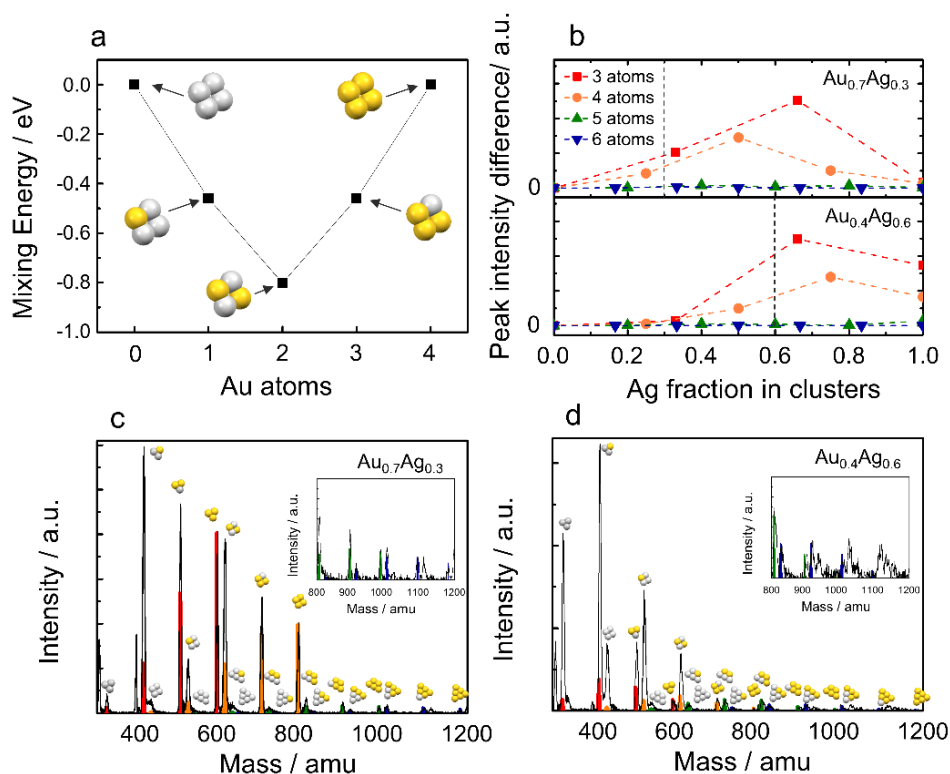 a
Mixing Energy / eV
0.0
-0.2
-0.4
-0.6
-0.8
-1.0
0 1 2 3 4
Au atoms
b
Peak intensity difference/ a.u.
3 atoms
4 atoms
5 atoms
6 atoms
Au0.7Ag0.3
0
Au0.4Ag0.6
0
0.0 0.2 0.4 0.6 0.8 1.0
Ag fraction in clusters
c
Intensity / a.u.
Au0.7Ag0.3
Intensity / a.u.
800 900 1000 1100 1200
Mass / amu
400 600 800 1000 1200
Mass / amu
d
Intensity / a.u.
Au0.4Ag0.6
Intensity / a.u.
800 900 1000 1100 1200
Mass / amu
400 600 800 1000 1200
Mass / amu